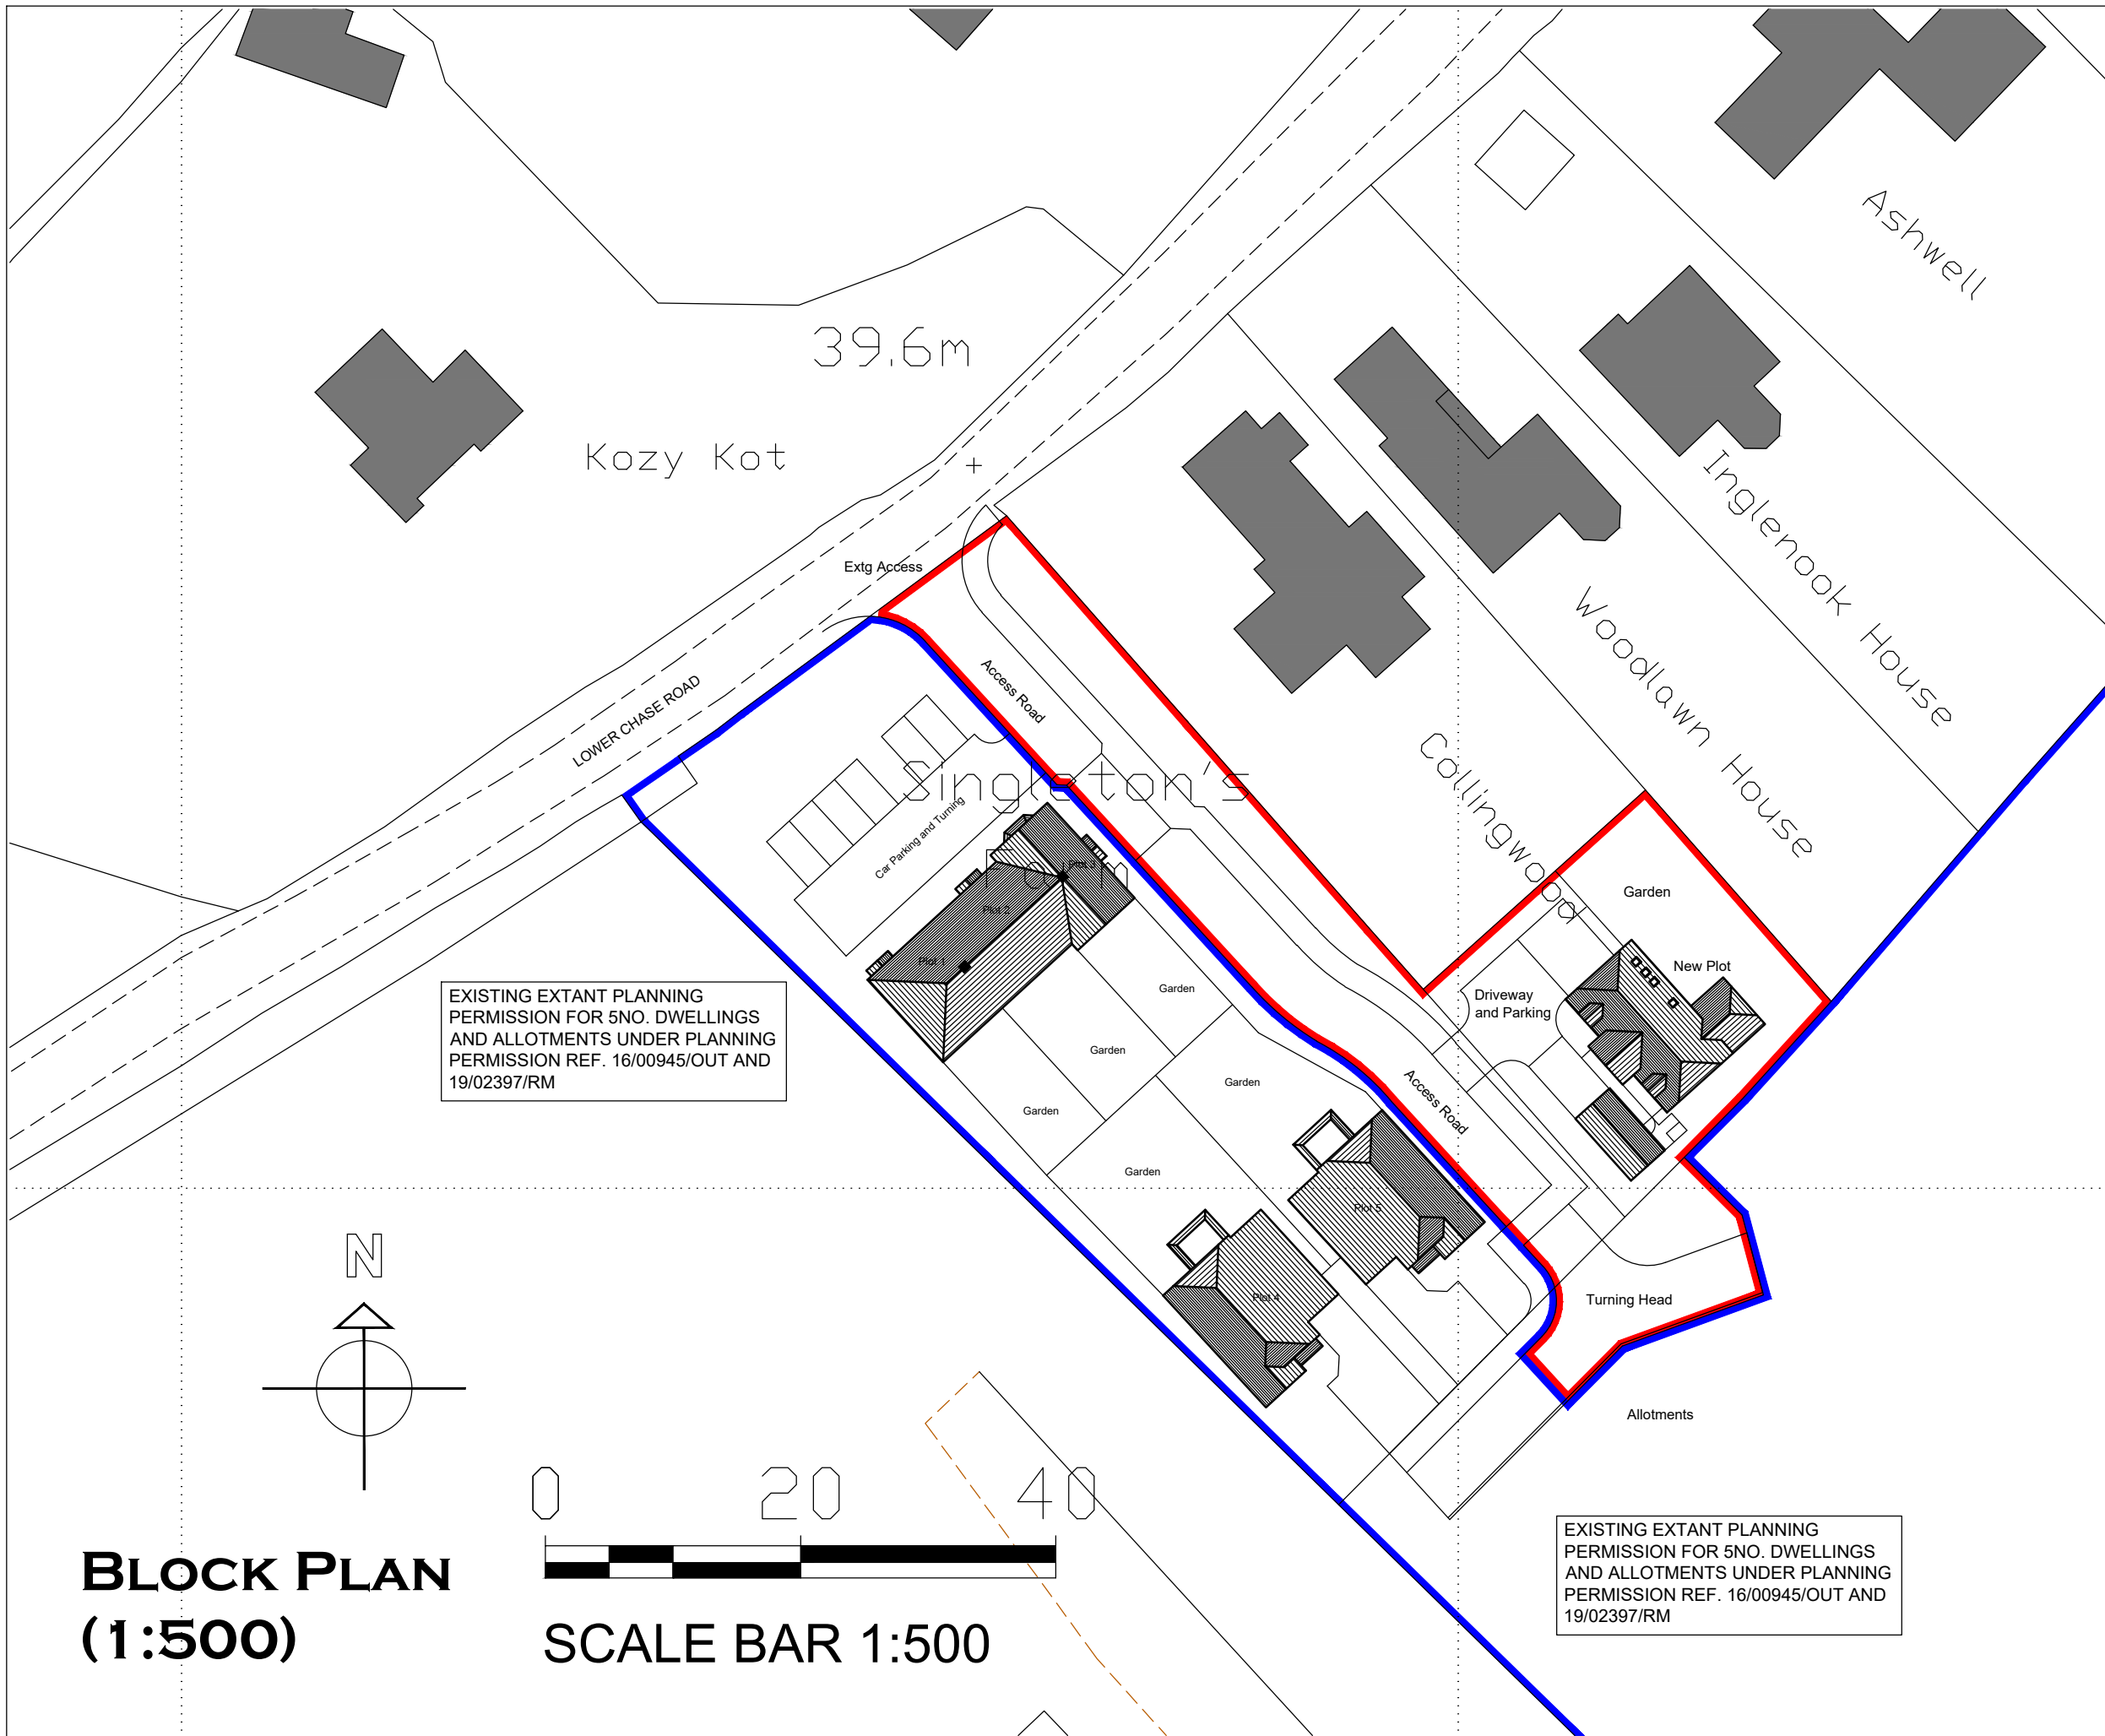 Ashwell
39.6m
Kozy Kot
Inglenook House
Extg Access
Woodlawn House
Access Road
LOWER CHASE ROAD
Collingwood
Singleton's
Farm
Car Parking and Turning
Plot 3
Plot 2
Plot 1
Garden
New Plot
Driveway
and Parking
Garden
EXISTING EXTANT PLANNING
PERMISSION FOR 5NO. DWELLINGS
AND ALLOTMENTS UNDER PLANNING
PERMISSION REF. 16/00945/OUT AND
19/02397/RM
Garden
Garden
Garden
Access Road
Garden
Plot 5
Plot 4
Turning Head
Allotments
N
0 20 40
BLOCK PLAN
(1:500)
SCALE BAR 1:500
EXISTING EXTANT PLANNING
PERMISSION FOR 5NO. DWELLINGS
AND ALLOTMENTS UNDER PLANNING
PERMISSION REF. 16/00945/OUT AND
19/02397/RM